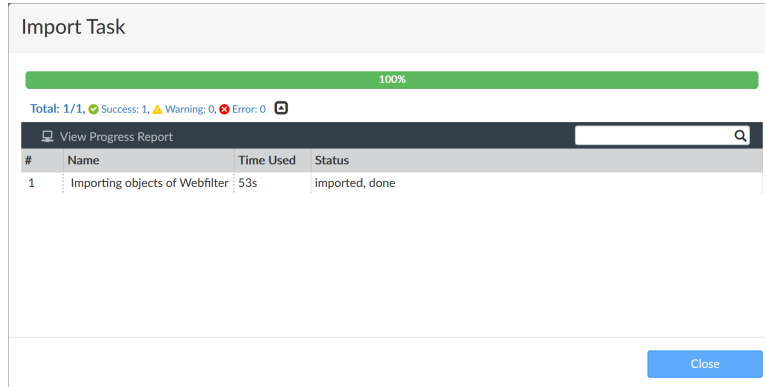 Import Task
100%
Total: 1/1, Success: 1, Warning: 0, Error: 0
View Progress Report
# Name Time Used Status
1 Importing objects of Webfilter 53s imported, done
Close